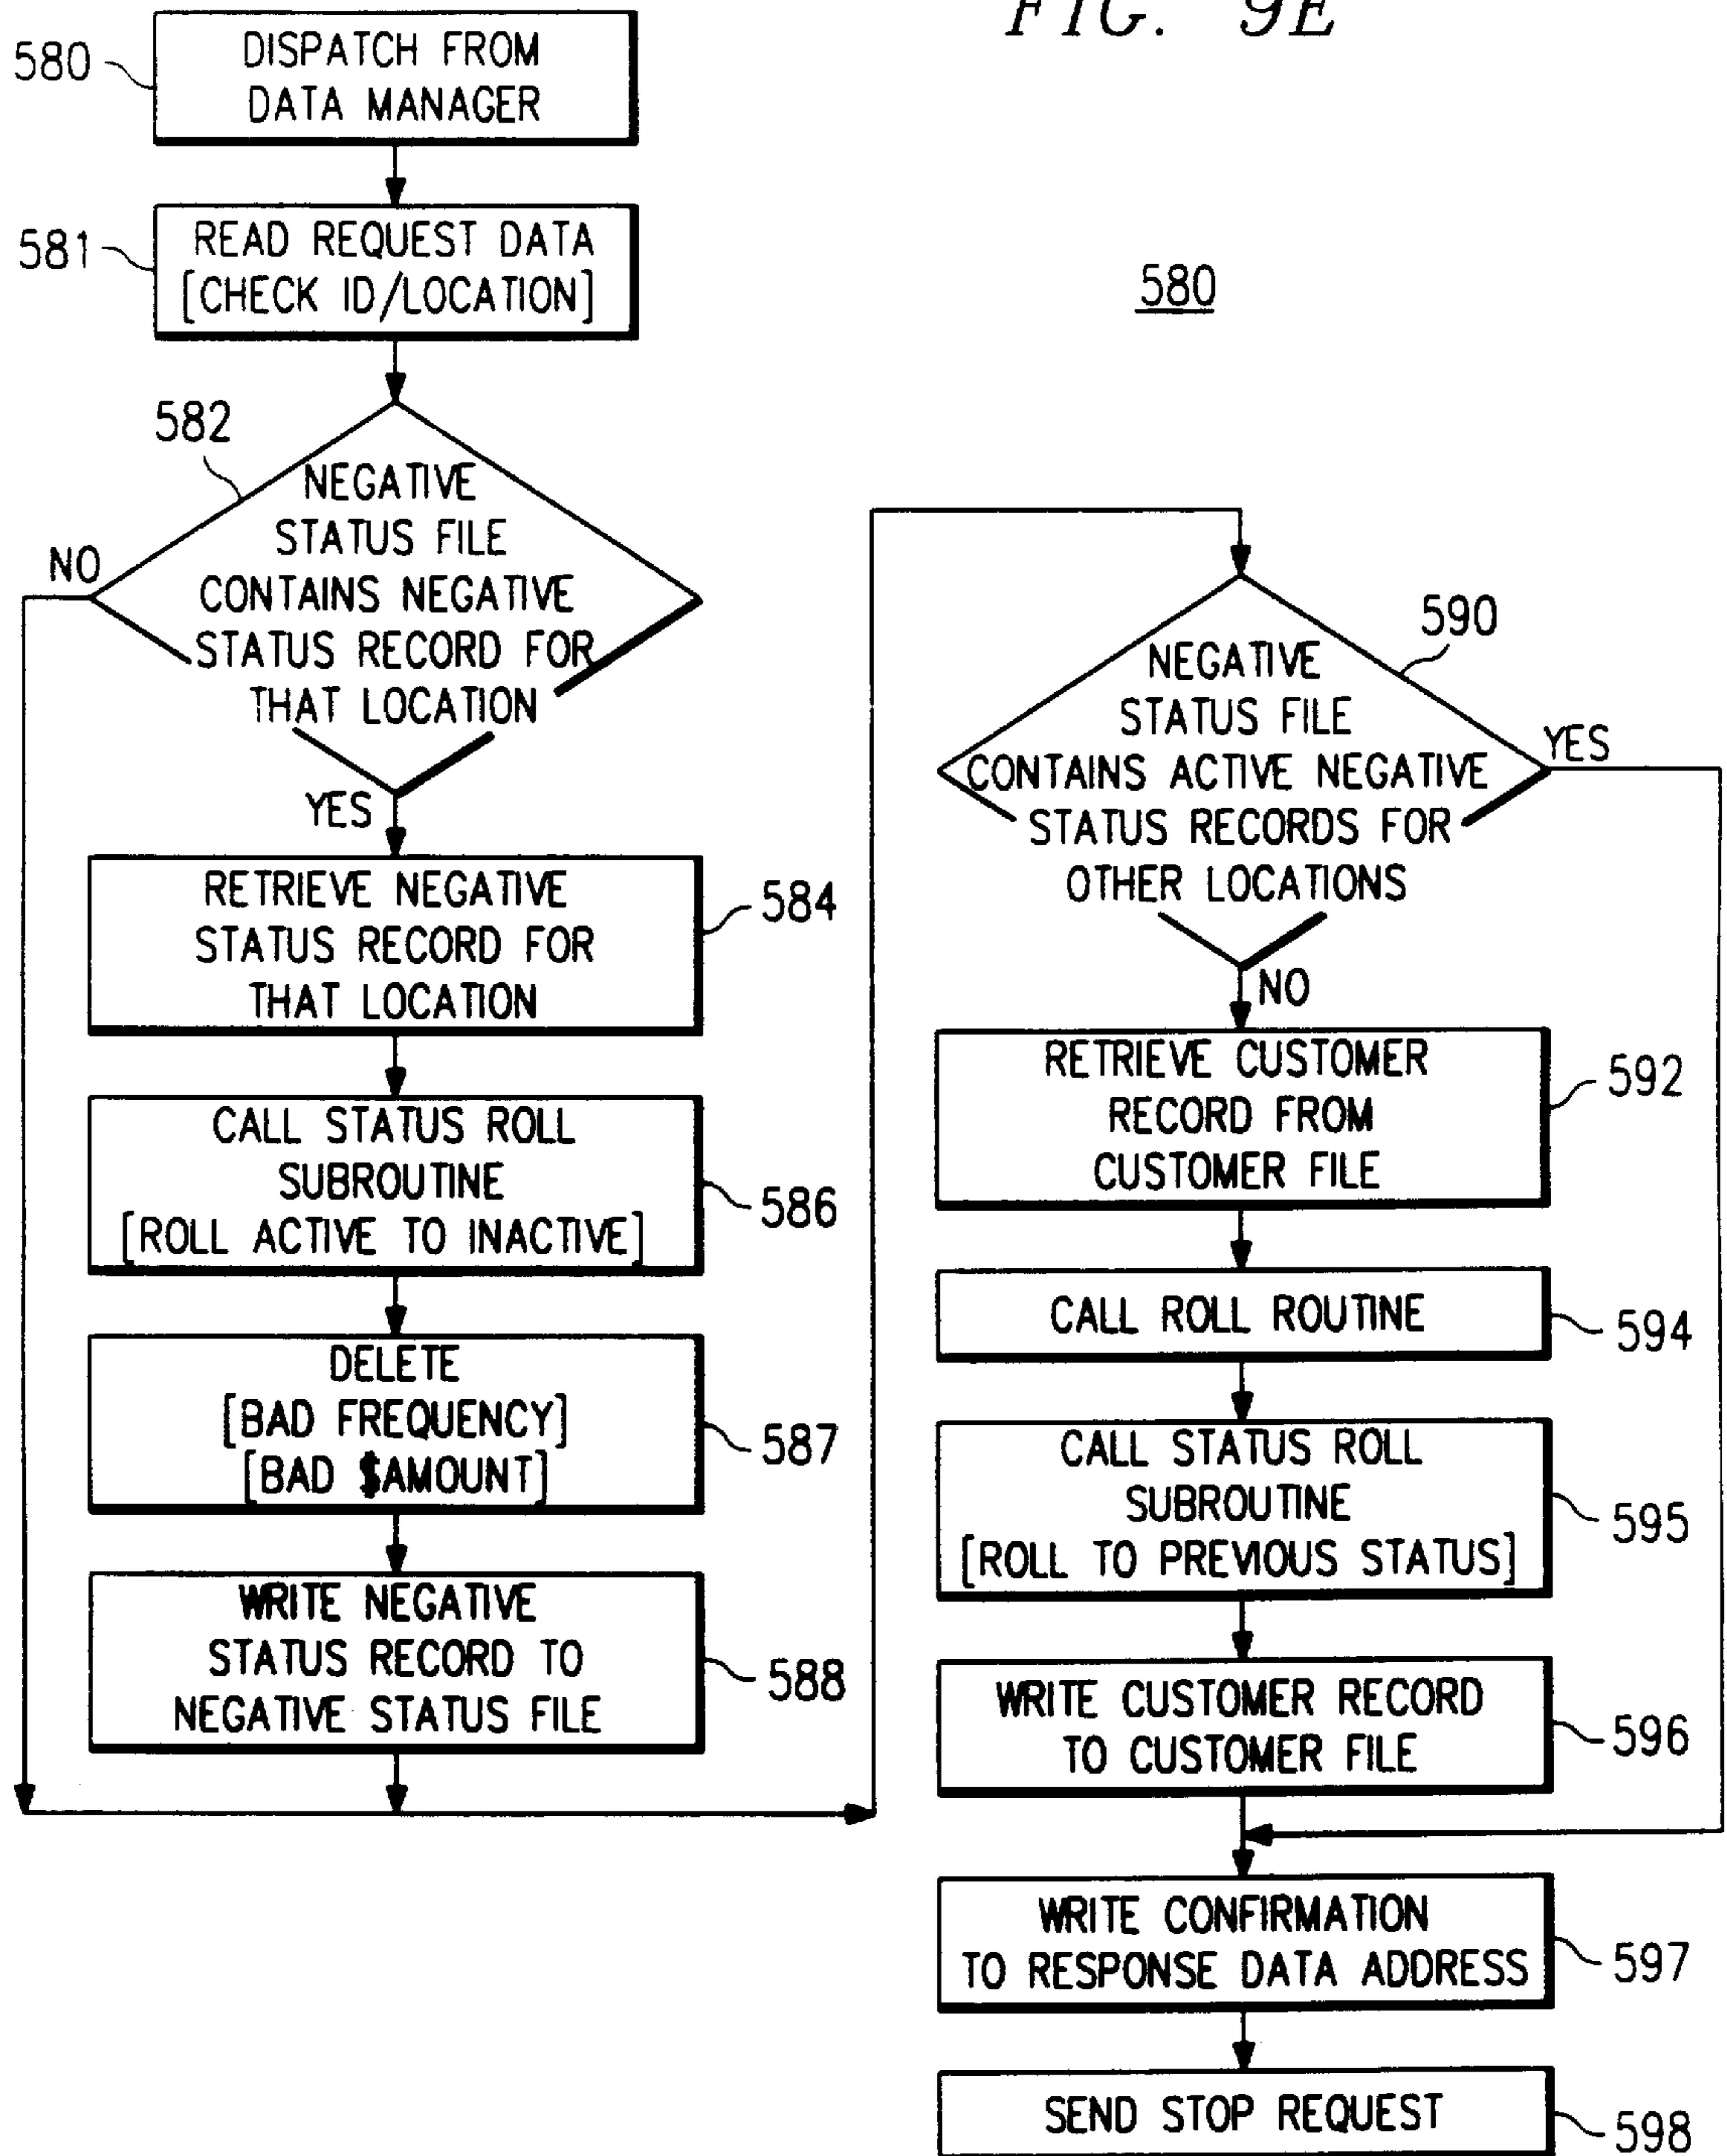 FIG. 9E
580
DISPATCH FROM
DATA MANAGER
581
READ REQUEST DATA
[CHECK ID/LOCATION]
580
582
NEGATIVE
STATUS FILE
CONTAINS NEGATIVE
STATUS RECORD FOR
THAT LOCATION
NO
YES
RETRIEVE NEGATIVE
STATUS RECORD FOR
THAT LOCATION
584
CALL STATUS ROLL
SUBROUTINE
[ROLL ACTIVE TO INACTIVE]
586
DELETE
[BAD FREQUENCY]
[BAD $AMOUNT]
587
WRITE NEGATIVE
STATUS RECORD TO
NEGATIVE STATUS FILE
588
590
NEGATIVE
STATUS FILE
CONTAINS ACTIVE NEGATIVE
STATUS RECORDS FOR
OTHER LOCATIONS
YES
NO
RETRIEVE CUSTOMER
RECORD FROM
CUSTOMER FILE
592
CALL ROLL ROUTINE
594
CALL STATUS ROLL
SUBROUTINE
[ROLL TO PREVIOUS STATUS]
595
WRITE CUSTOMER RECORD
TO CUSTOMER FILE
596
WRITE CONFIRMATION
TO RESPONSE DATA ADDRESS
597
SEND STOP REQUEST
598